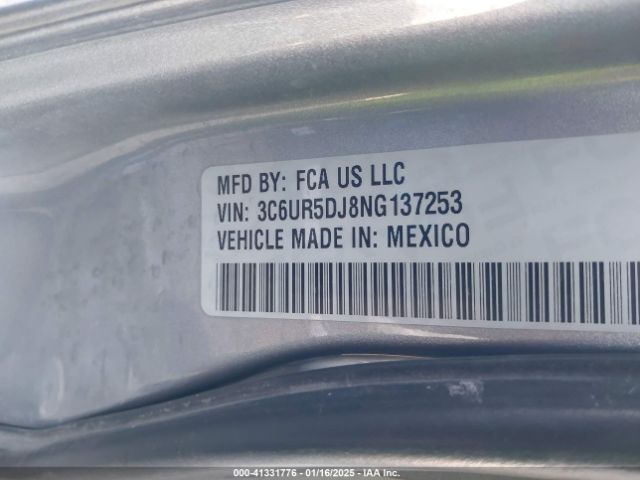 MFD BY: FCA US LLC
VIN: 3C6UR5DJ8NG137253
VEHICLE MADE IN: MEXICO
000-41331776 - 01/16/2025 - IAA Inc.